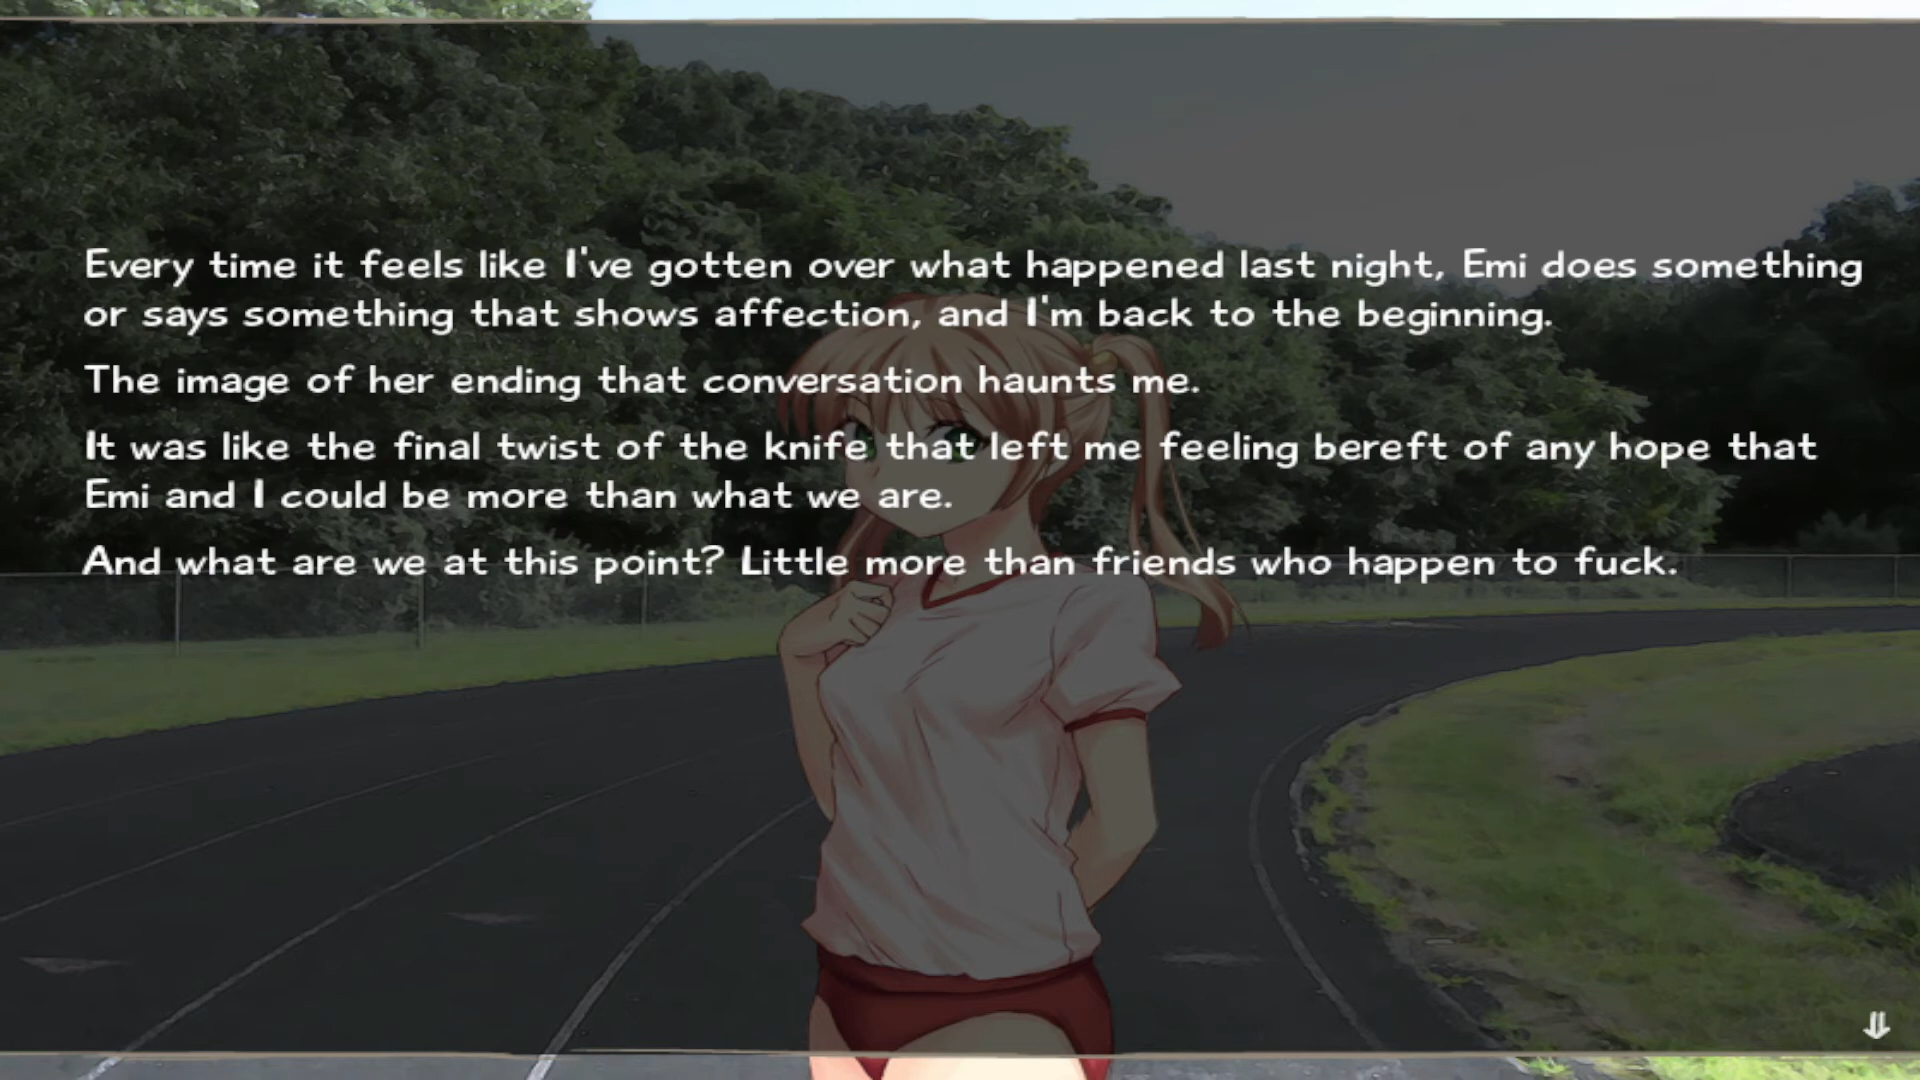 Every time it feels like I've gotten over what happened last night, Emi does something
or says something that shows affection, and I'm back to the beginning.
The image of her ending that conversation haunts me.
It was like the final twist of the knife that left me feeling bereft of any hope that
Emi and I could be more than what we are.
And what are we at this point? Little more than friends who happen to fuck.